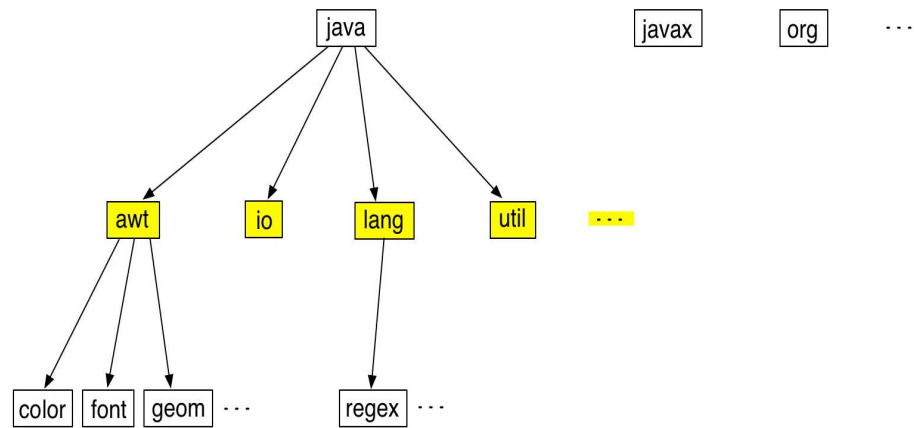 java javax org ...
awt io lang util ...
color font geom ... regex ...